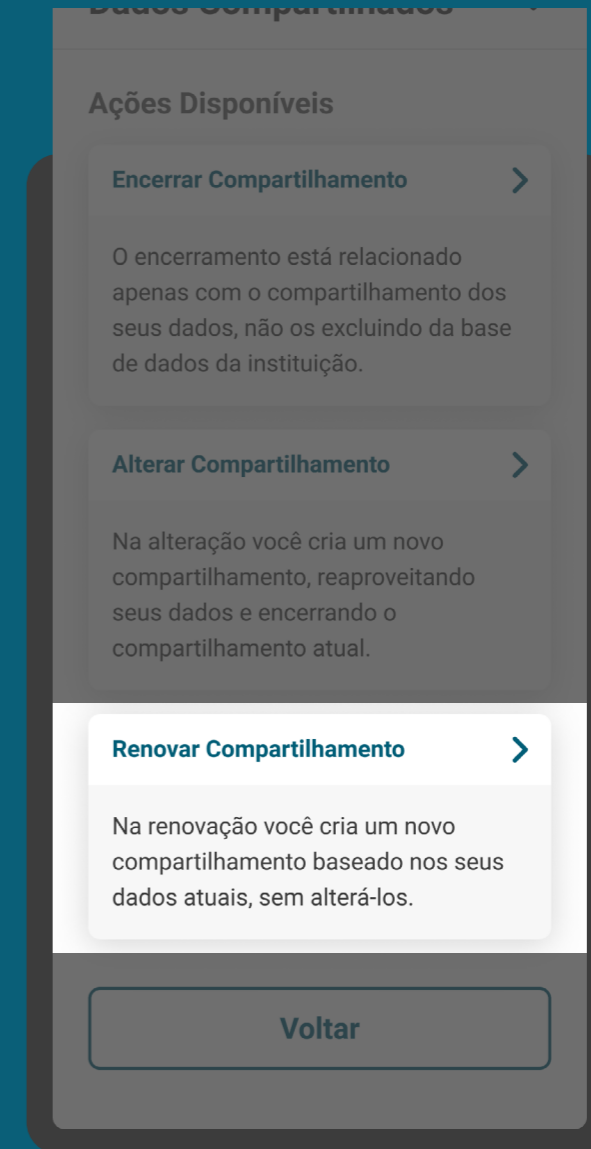 Dados Compartilhados
Ações Disponíveis
Encerrar Compartilhamento
O encerramento está relacionado
apenas com o compartilhamento dos
seus dados, não os excluindo da base
de dados da instituição.
Alterar Compartilhamento
Na alteração você cria um novo
compartilhamento, reaproveitando
seus dados e encerrando o
compartilhamento atual.
Renovar Compartilhamento
Na renovação você cria um novo
compartilhamento baseado nos seus
dados atuais, sem alterá-los.
Voltar